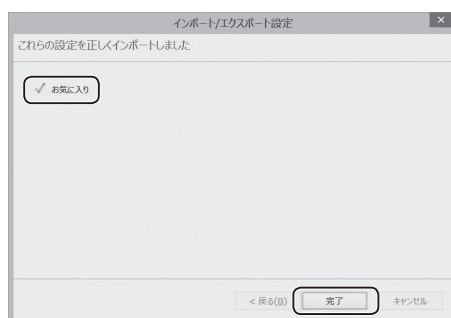 インポート/エクスポート設定
これらの設定を正しくインポートしました
お気に入り
< 戻る(B) 完了 キャンセル